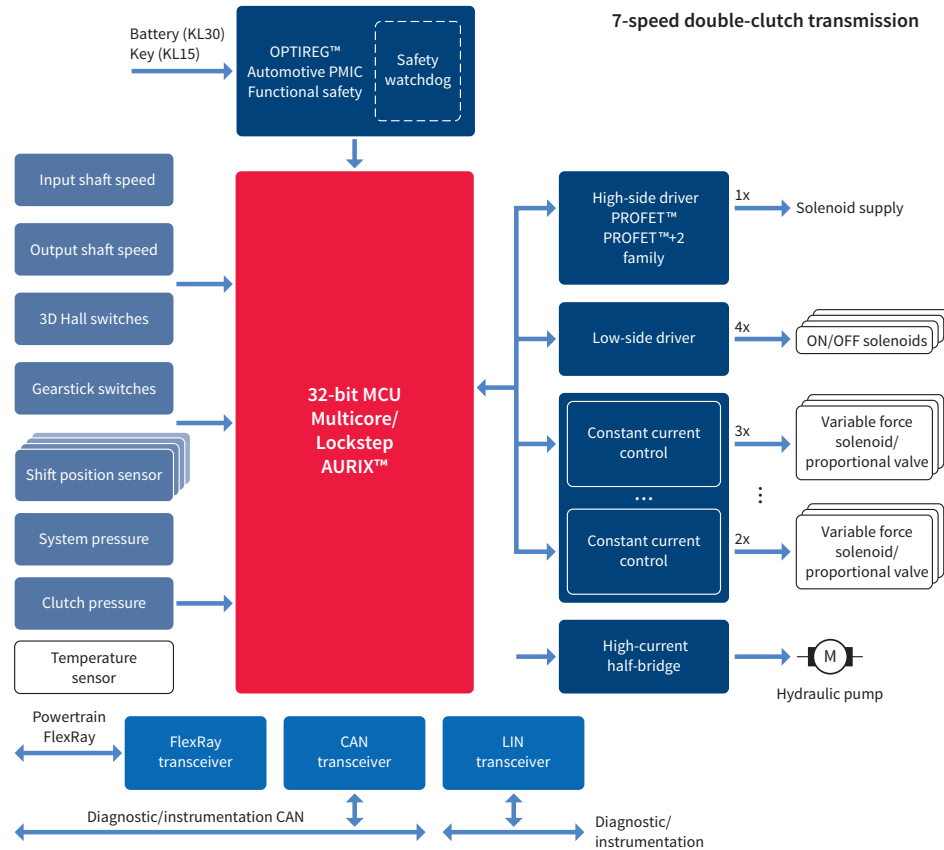 7-speed double-clutch transmission
Battery (KL30)
Key (KL15)
OPTIREG™
Automotive PMIC
Functional safety
Safety
watchdog
Input shaft speed
Output shaft speed
3D Hall switches
Gearstick switches
Shift position sensor
System pressure
Clutch pressure
Temperature
sensor
32-bit MCU
Multicore/
Lockstep
AURIX™
High-side driver
PROFET™
PROFET™+2
family
1x
Solenoid supply
Low-side driver
4x
ON/OFF solenoids
Constant current
control
3x
Variable force
solenoid/
proportional valve
...
⋮
Constant current
control
2x
Variable force
solenoid/
proportional valve
High-current
half-bridge
M
Hydraulic pump
Powertrain
FlexRay
FlexRay
transceiver
CAN
transceiver
LIN
transceiver
Diagnostic/instrumentation CAN
Diagnostic/
instrumentation